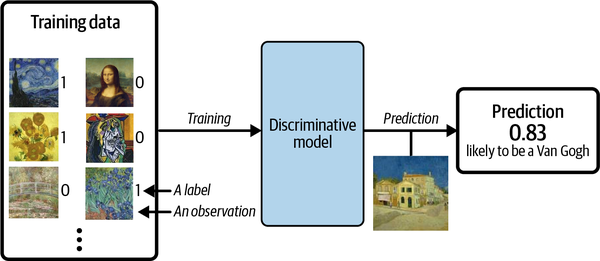 Training data
1
0
1
0
0
1
A label
An observation
Training
Discriminative
model
Prediction
Prediction
0.83
likely to be a Van Gogh